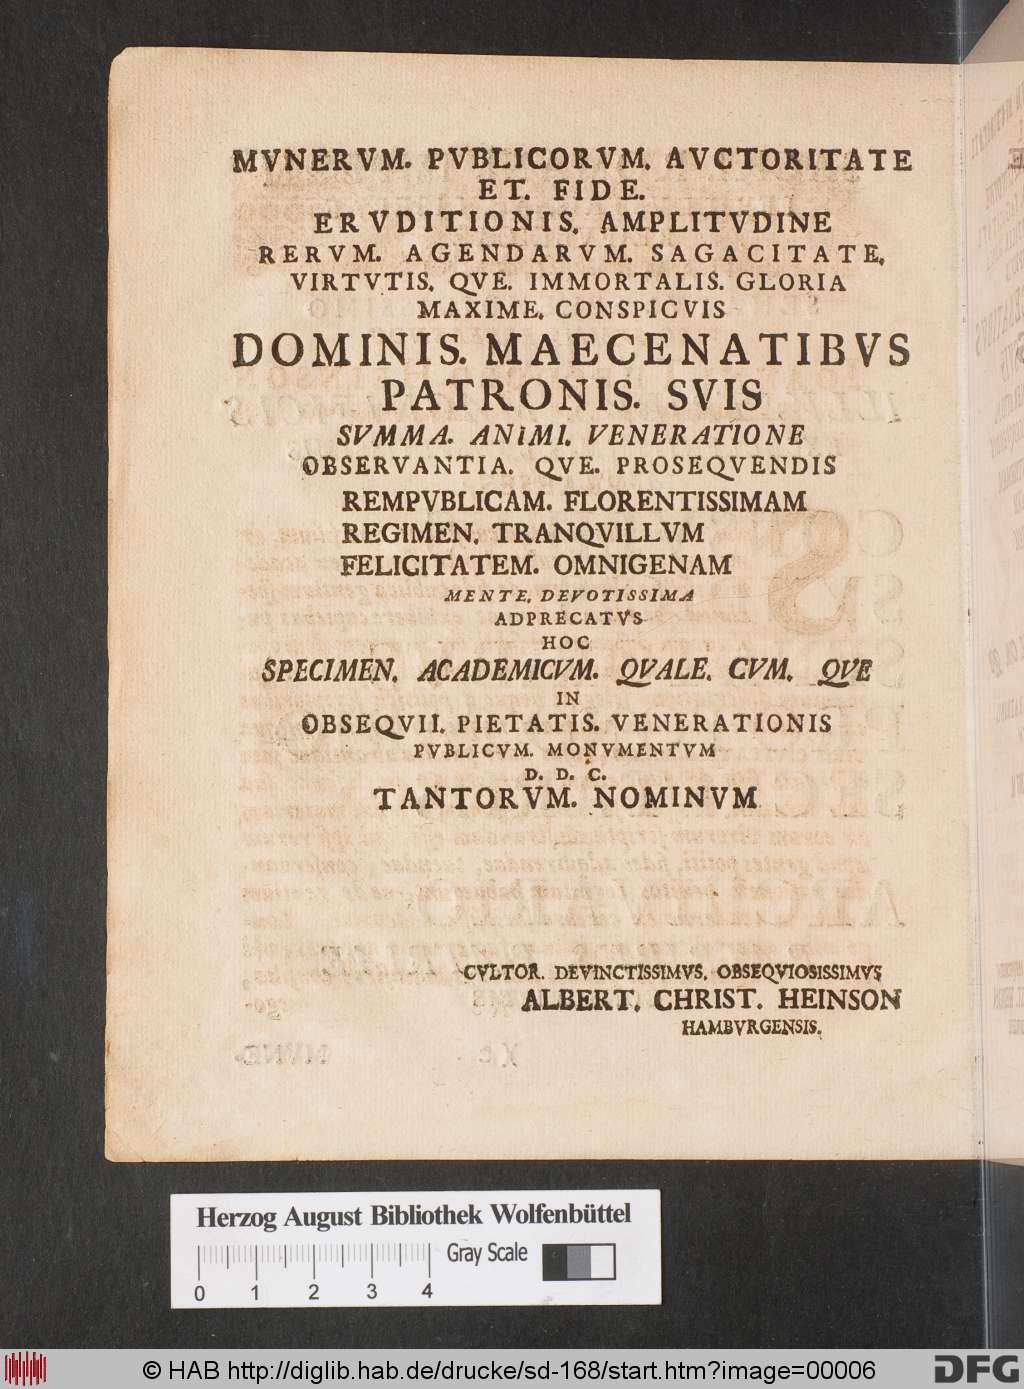 MVNERVM. PVBLICORVM. AVCTORITATE
ET. FIDE.
ERVDITIONIS. AMPLITVDINE
RERVM. AGENDARVM. SAGACITATE.
VIRTVTIS. QVE. IMMORTALIS. GLORIA
MAXIME. CONSPICVIS
DOMINIS. MAECENATIBVS
PATRONIS. SVIS
SVMMA. ANIMI. VENERATIONE
OBSERVANTIA. QVE. PROSEQVENDIS
REMPVBLICAM. FLORENTISSIMAM
REGIMEN. TRANQVILLVM
FELICITATEM. OMNIGENAM
MENTE. DEVOTISSIMA
ADPRECATVS
HOC
SPECIMEN. ACADEMICVM. QVALE. CVM. QVE
IN
OBSEQVII. PIETATIS. VENERATIONIS
PVBLICVM. MONVMENTVM
D. D. C.
TANTORVM. NOMINVM
CVLTOR. DEVINCTISSIMVS. OBSEQVIOSISSIMVS
ALBERT. CHRIST. HEINSON
HAMBVRGENSIS.
Herzog August Bibliothek Wolfenbüttel
Gray Scale
0 1 2 3 4
© HAB http://diglib.hab.de/drucke/sd-168/start.htm?image=00006
DFG